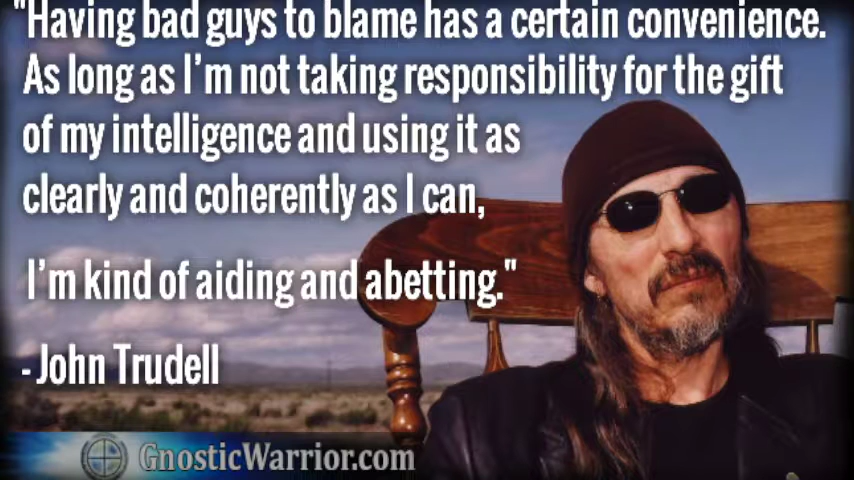 "Having bad guys to blame has a certain convenience.
As long as I'm not taking responsibility for the gift
of my intelligence and using it as
clearly and coherently as I can,
I'm kind of aiding and abetting."
- John Trudell
GnosticWarrior.com